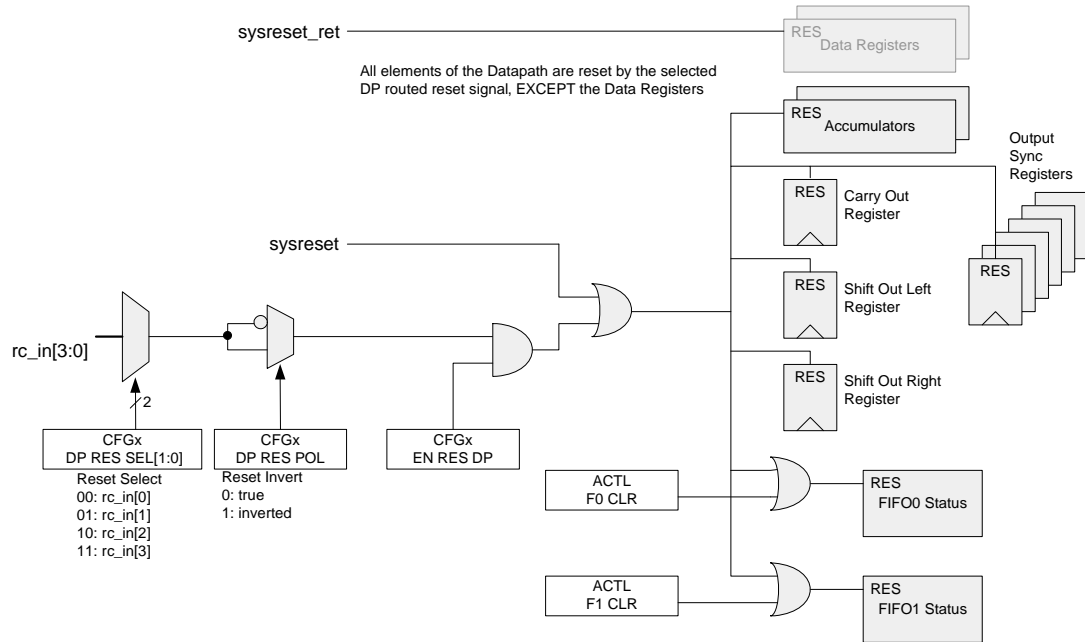 sysreset_ret
RES
Data Registers
All elements of the Datapath are reset by the selected
DP routed reset signal, EXCEPT the Data Registers
RES
Accumulators
Output
Sync
Registers
RES
Carry Out
Register
sysreset
RES
Shift Out Left
Register
RES
rc_in[3:0]
RES
Shift Out Right
Register
2
CFGx
DP RES SEL[1:0]
CFGx
DP RES POL
CFGx
EN RES DP
Reset Select
00: rc_in[0]
01: rc_in[1]
10: rc_in[2]
11: rc_in[3]
Reset Invert
0: true
1: inverted
ACTL
F0 CLR
RES
FIFO0 Status
ACTL
F1 CLR
RES
FIFO1 Status